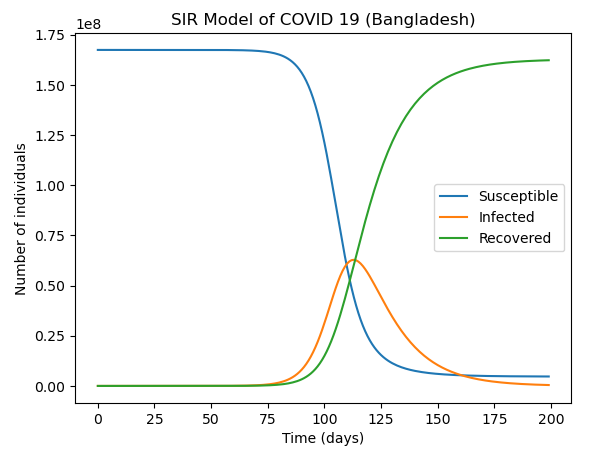 SIR Model of COVID 19 (Bangladesh)
1e8
1.75
1.50
1.25
1.00
0.75
0.50
0.25
0.00
Number of individuals
Susceptible
Infected
Recovered
0 25 50 75 100 125 150 175 200
Time (days)